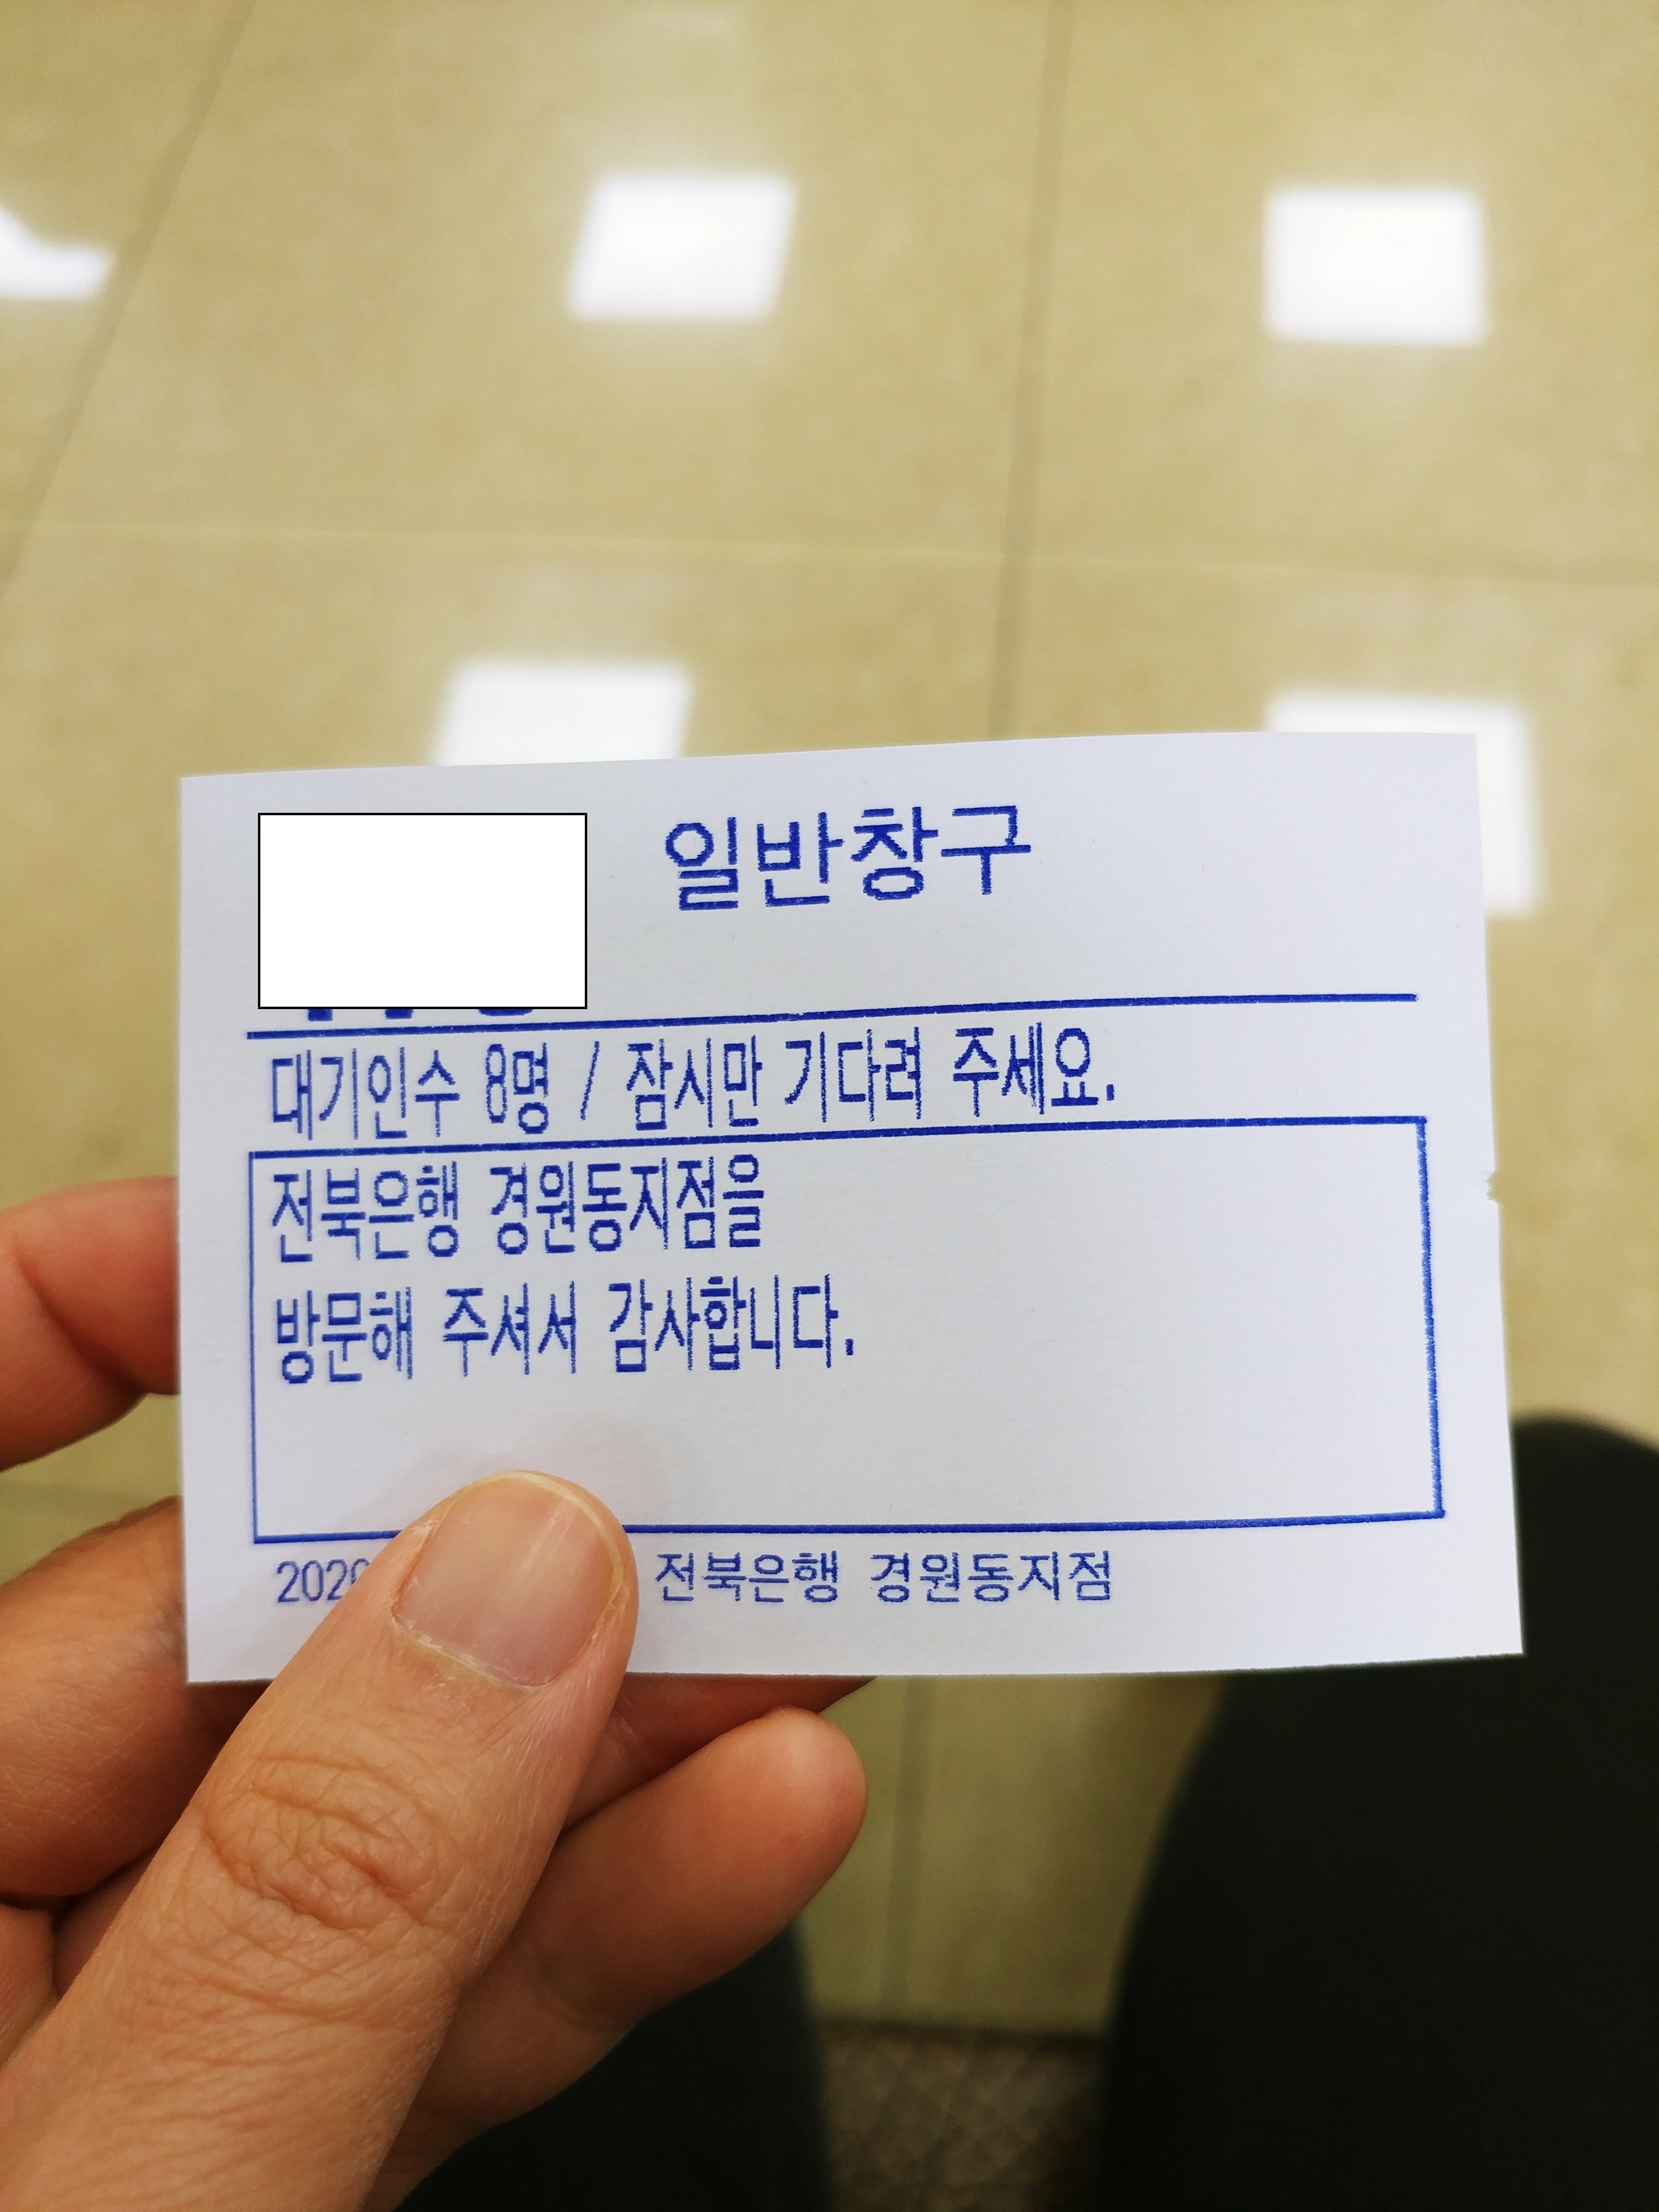 일반창구
대기인수 8명 / 잠시만 기다려 주세요.
전북은행 경원동지점을
방문해 주셔서 감사합니다.
전북은행 경원동지점